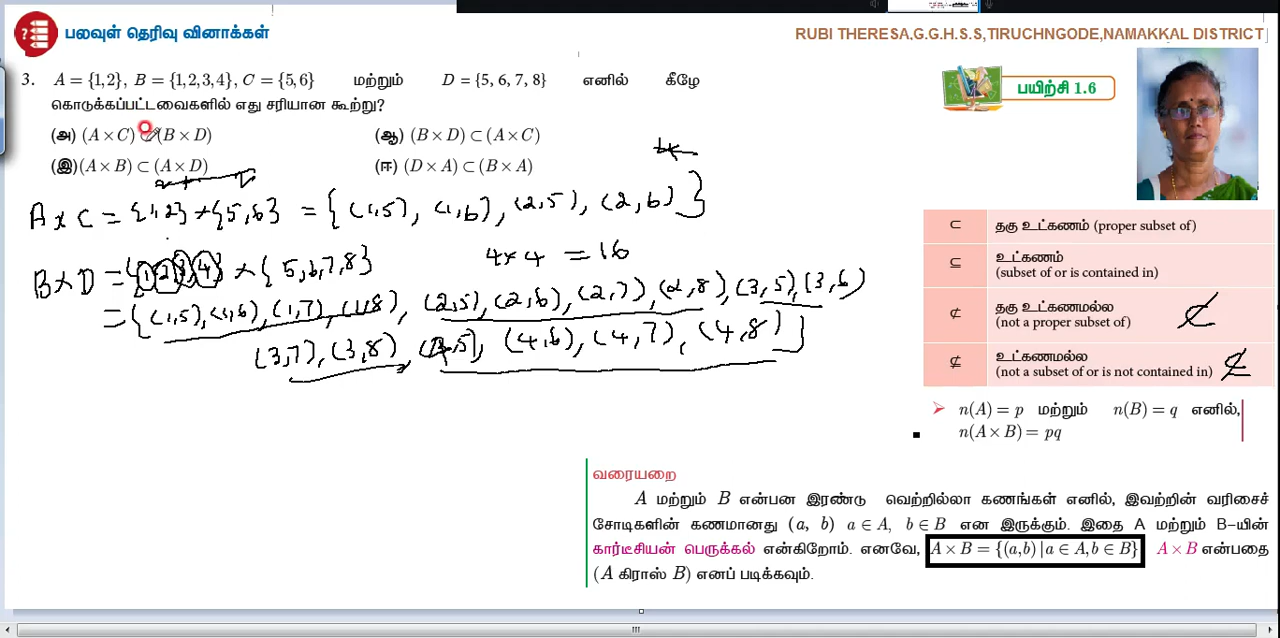 பலவுள் தெரிவு வினாக்கள்
RUBI THERESA,G.G.H.S.S,TIRUCHNGODE,NAMAKKAL DISTRICT
3. A = {1,2}, B = {1,2,3,4}, C = {5,6} மற்றும் D = {5, 6, 7, 8} எனில் கீழே
கொடுக்கப்பட்டவைகளில் எது சரியான கூற்று?
(அ) (A × C) ⊂ (B × D) (ஆ) (B × D) ⊂ (A × C)
(இ) (A × B) ⊂ (A × D) (ஈ) (D × A) ⊂ (B × A)
பயிற்சி 1.6
A × C = {1,2} × {5,6} = {(1,5), (1,6), (2,5), (2,6)}
B × D = {1,2,3,4} × {5,6,7,8} 4 × 4 = 16
= {(1,5),(1,6),(1,7),(1,8), (2,5),(2,6),(2,7),(2,8),(3,5),(3,6)
(3,7),(3,8), (4,5), (4,6), (4,7), (4,8)}
⊂ தகு உட்கணம் (proper subset of)
⊆ உட்கணம்
(subset of or is contained in)
⊄ தகு உட்கணமல்ல
(not a proper subset of) ⊄
⊈ உட்கணமல்ல
(not a subset of or is not contained in) ⊈
➢ n(A) = p மற்றும் n(B) = q எனில்,
n(A × B) = pq
வரையறை
A மற்றும் B என்பன இரண்டு வெற்றில்லா கணங்கள் எனில், இவற்றின் வரிசைச்
சோடிகளின் கணமானது (a, b) a ∈ A, b ∈ B என இருக்கும். இதை A மற்றும் B–யின்
கார்டீசியன் பெருக்கல் என்கிறோம். எனவே, A × B = {(a,b) | a ∈ A, b ∈ B} A × B என்பதை
(A கிராஸ் B) எனப் படிக்கவும்.